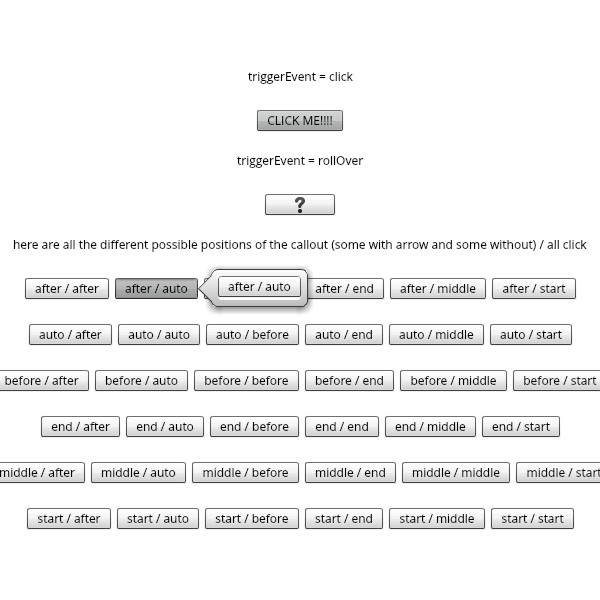 triggerEvent = click
CLICK ME!!!!
triggerEvent = rollOver
?
here are all the different possible positions of the callout (some with arrow and some without) / all click
after / after after / auto after / auto after / end after / middle after / start
auto / after auto / auto auto / before auto / end auto / middle auto / start
before / after before / auto before / before before / end before / middle before / start
end / after end / auto end / before end / end end / middle end / start
middle / after middle / auto middle / before middle / end middle / middle middle / start
start / after start / auto start / before start / end start / middle start / start